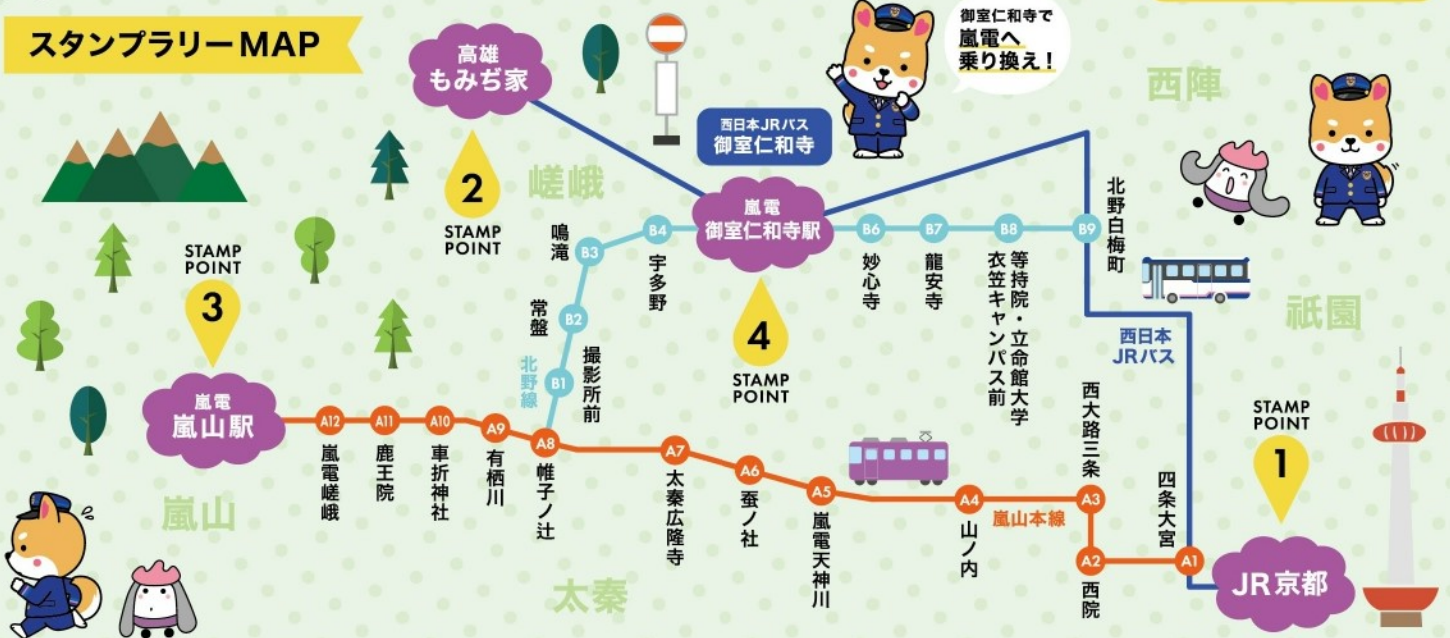 スタンプラリーMAP
高雄
もみぢ家
2
STAMP
POINT
西日本JRバス
御室仁和寺
御室仁和寺で
嵐電へ
乗り換え！
西陣
嵯峨
祇園
嵐山
太秦
STAMP
POINT
3
嵐電
嵐山駅
嵐電
御室仁和寺駅
4
STAMP
POINT
B4
宇多野
B3
鳴滝
B2
常盤
B1
撮影所前
北野線
B6
妙心寺
B7
龍安寺
B8
等持院・立命館大学
衣笠キャンパス前
B9
北野白梅町
西日本
JRバス
A12
嵐電嵯峨
A11
鹿王院
A10
車折神社
A9
有栖川
A8
帷子ノ辻
A7
太秦広隆寺
A6
蚕ノ社
A5
嵐電天神川
A4
山ノ内
嵐山本線
A3
西大路三条
A2
西院
A1
四条大宮
STAMP
POINT
1
JR京都